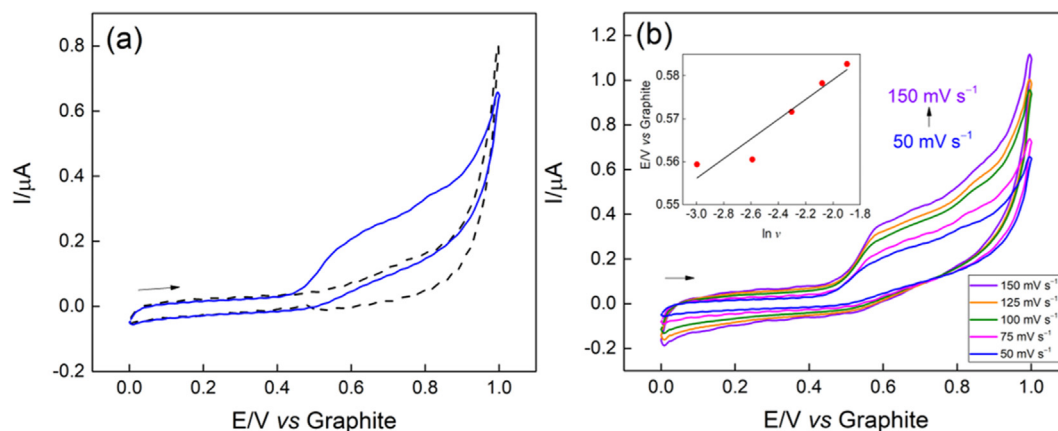 (a)
0.8
0.6
0.4
0.2
0.0
-0.2
I/µA
0.0 0.2 0.4 0.6 0.8 1.0
E/V vs Graphite
(b)
1.2
1.0
0.8
0.6
0.4
0.2
0.0
-0.2
I/µA
0.58
0.57
0.56
0.55
E/V vs Graphite
-3.0 -2.8 -2.6 -2.4 -2.2 -2.0 -1.8
ln v
150 mV s⁻¹
50 mV s⁻¹
150 mV s⁻¹
125 mV s⁻¹
100 mV s⁻¹
75 mV s⁻¹
50 mV s⁻¹
0.0 0.2 0.4 0.6 0.8 1.0
E/V vs Graphite